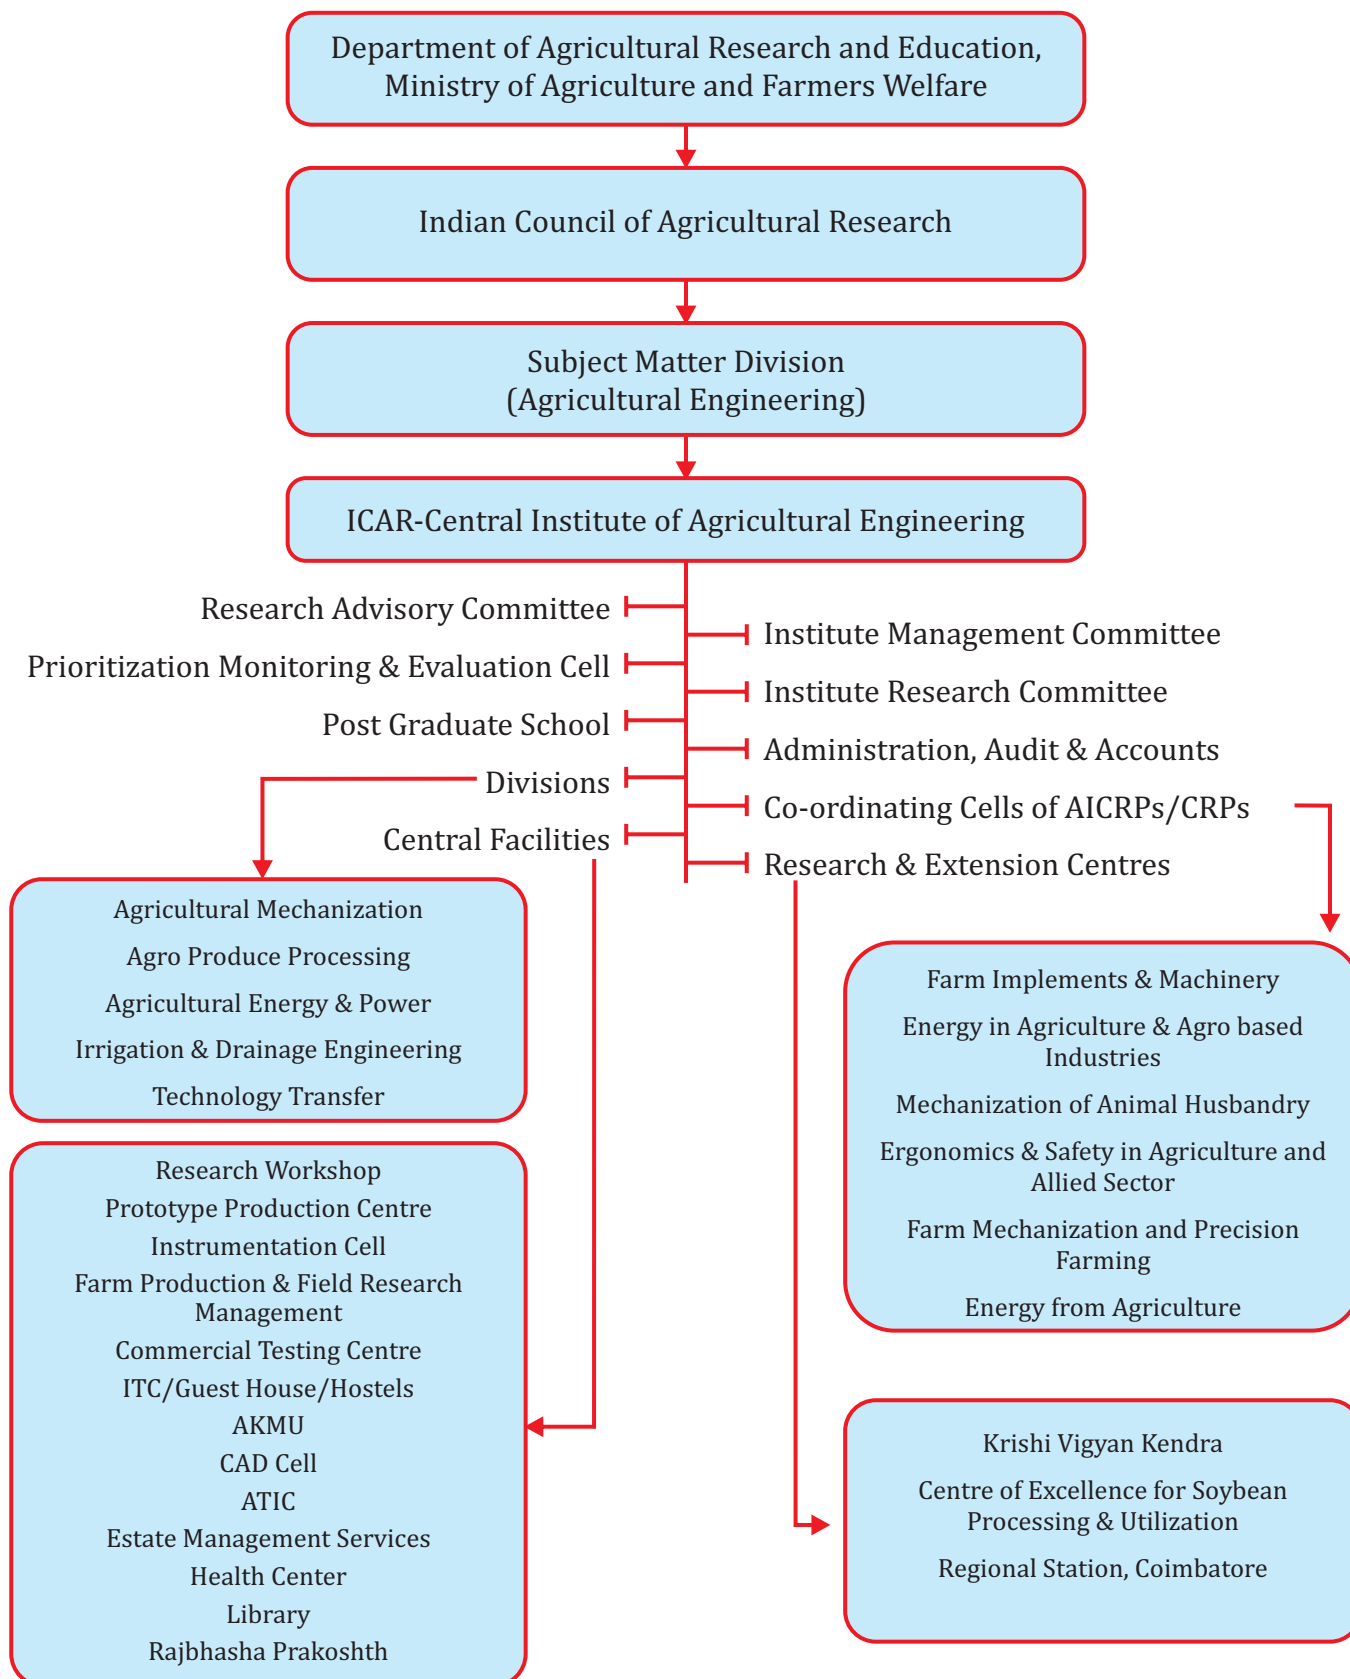 Department of Agricultural Research and Education,
Ministry of Agriculture and Farmers Welfare
Indian Council of Agricultural Research
Subject Matter Division
(Agricultural Engineering)
ICAR-Central Institute of Agricultural Engineering
Research Advisory Committee
Institute Management Committee
Prioritization Monitoring & Evaluation Cell
Institute Research Committee
Post Graduate School
Administration, Audit & Accounts
Divisions
Co-ordinating Cells of AICRPs/CRPs
Central Facilities
Research & Extension Centres
Agricultural Mechanization
Agro Produce Processing
Agricultural Energy & Power
Irrigation & Drainage Engineering
Technology Transfer
Farm Implements & Machinery
Energy in Agriculture & Agro based
Industries
Mechanization of Animal Husbandry
Ergonomics & Safety in Agriculture and
Allied Sector
Farm Mechanization and Precision
Farming
Energy from Agriculture
Research Workshop
Prototype Production Centre
Instrumentation Cell
Farm Production & Field Research
Management
Commercial Testing Centre
ITC/Guest House/Hostels
AKMU
CAD Cell
ATIC
Estate Management Services
Health Center
Library
Rajbhasha Prakoshth
Krishi Vigyan Kendra
Centre of Excellence for Soybean
Processing & Utilization
Regional Station, Coimbatore